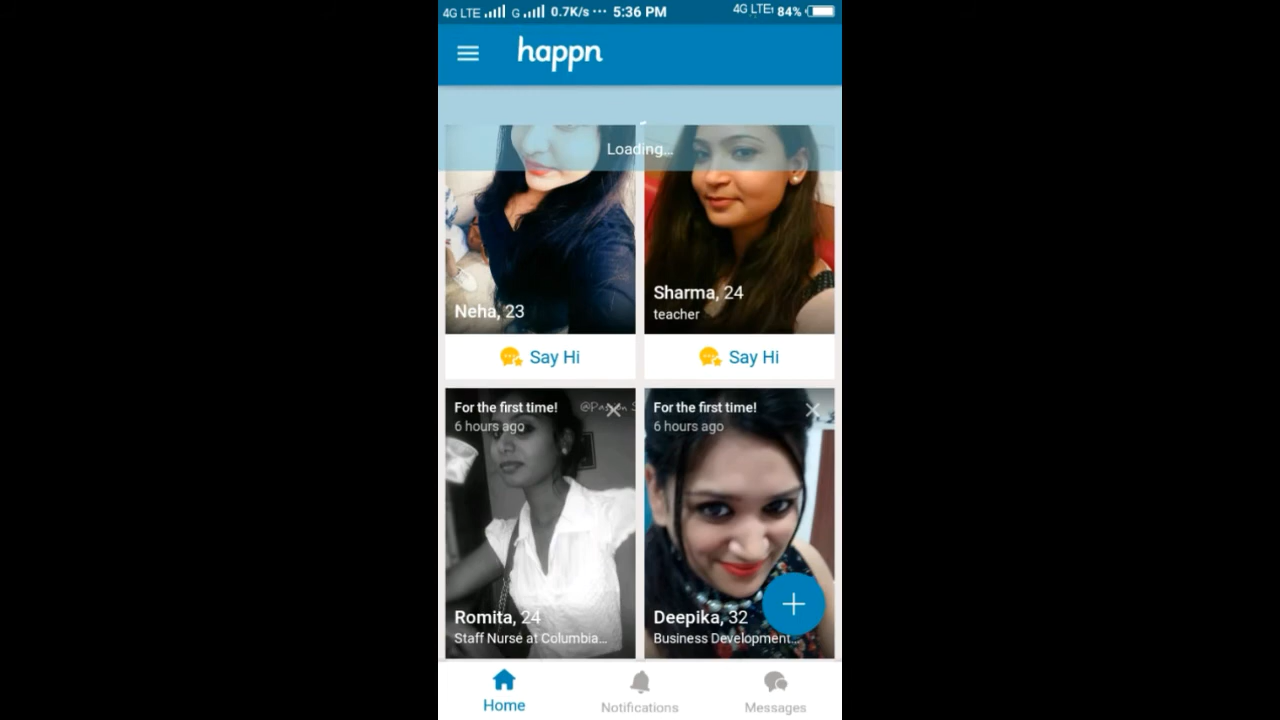 4G LTE G 0.7K/s ··· 5:36 PM 4G LTE 84%
happn
Loading...
Neha, 23
Sharma, 24
teacher
Say Hi
Say Hi
For the first time!
6 hours ago
For the first time!
6 hours ago
Romita, 24
Staff Nurse at Columbia...
Deepika, 32
Business Development...
Home
Notifications
Messages